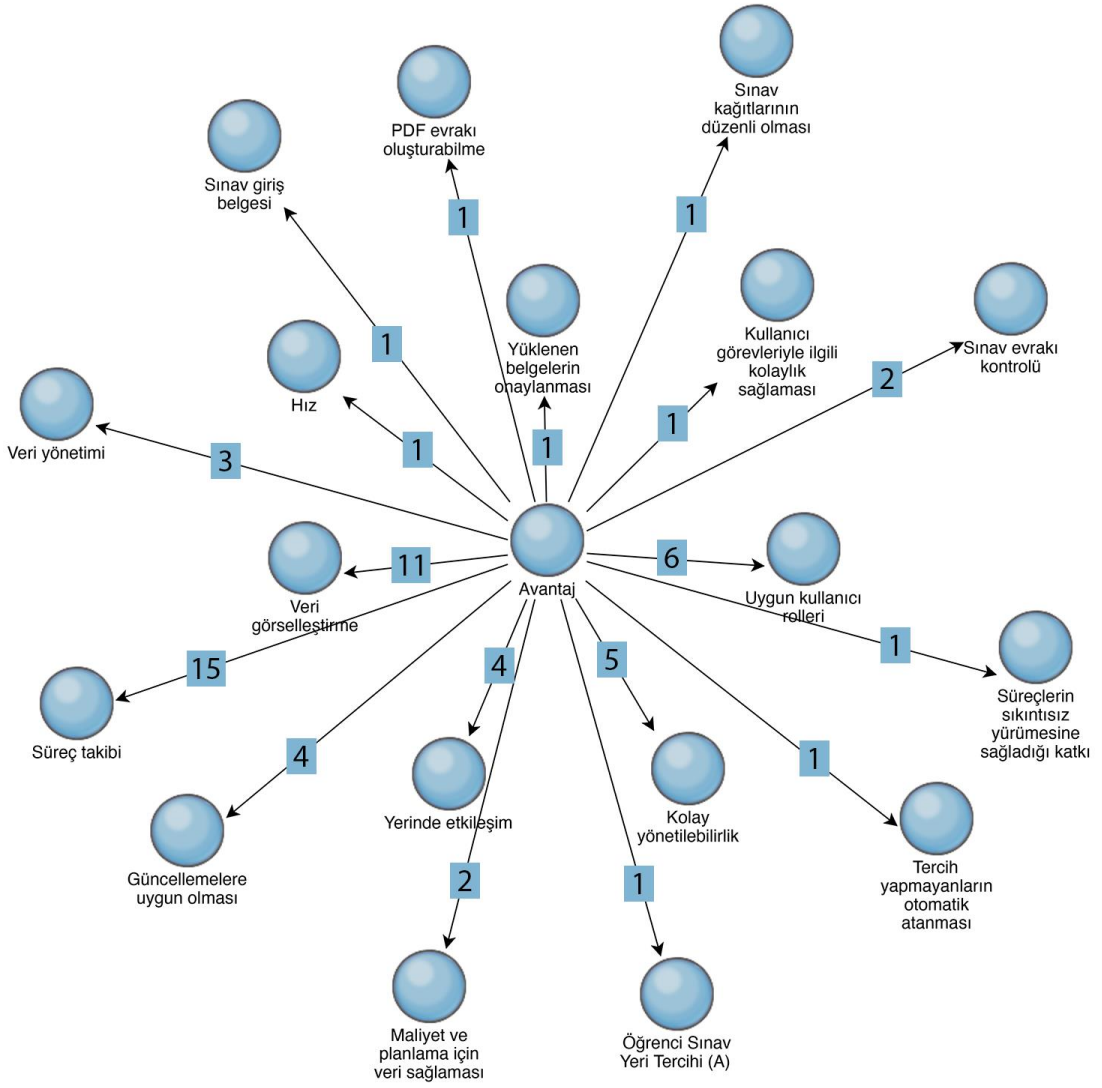 Sınav
kağıtlarının
düzenli olması
PDF evrakı
oluşturabilme
Sınav giriş
belgesi
1
1
1
Hız
Yüklenen
belgelerin
onaylanması
Kullanıcı
görevleriyle ilgili
kolaylık
sağlaması
Sınav evrakı
kontrolü
2
1
1
1
Veri yönetimi
3
Avantaj
11
6
Veri
görselleştirme
Uygun kullanıcı
rolleri
15
4
5
1
Süreç takibi
Süreçlerin
sıkıntısız
yürümesine
sağladığı katkı
4
1
Yerinde etkileşim
Kolay
yönetilebilirlik
Güncellemelere
uygun olması
2
1
Tercih
yapmayanların
otomatik
atanması
Maliyet ve
planlama için
veri sağlaması
Öğrenci Sınav
Yeri Tercihi (A)